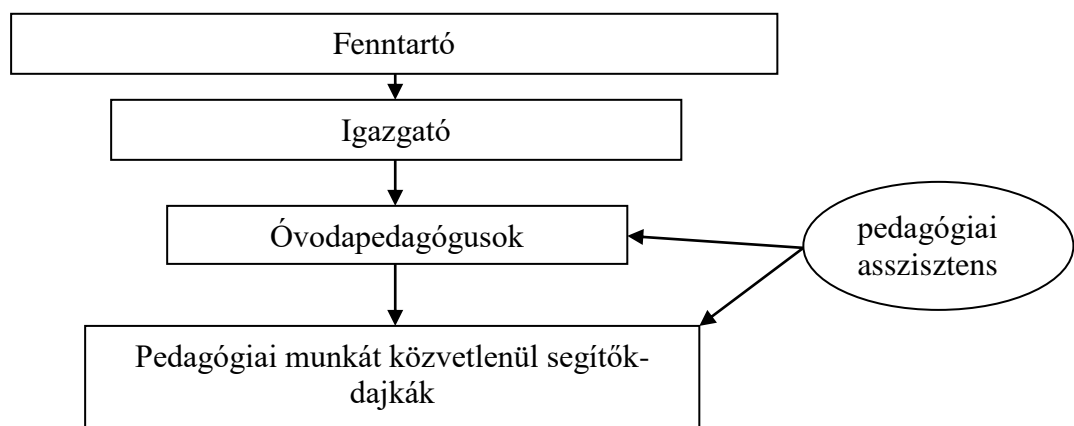 Fenntartó
Igazgató
Óvodapedagógusok
pedagógiai
asszisztens
Pedagógiai munkát közvetlenül segítők-
dajkák